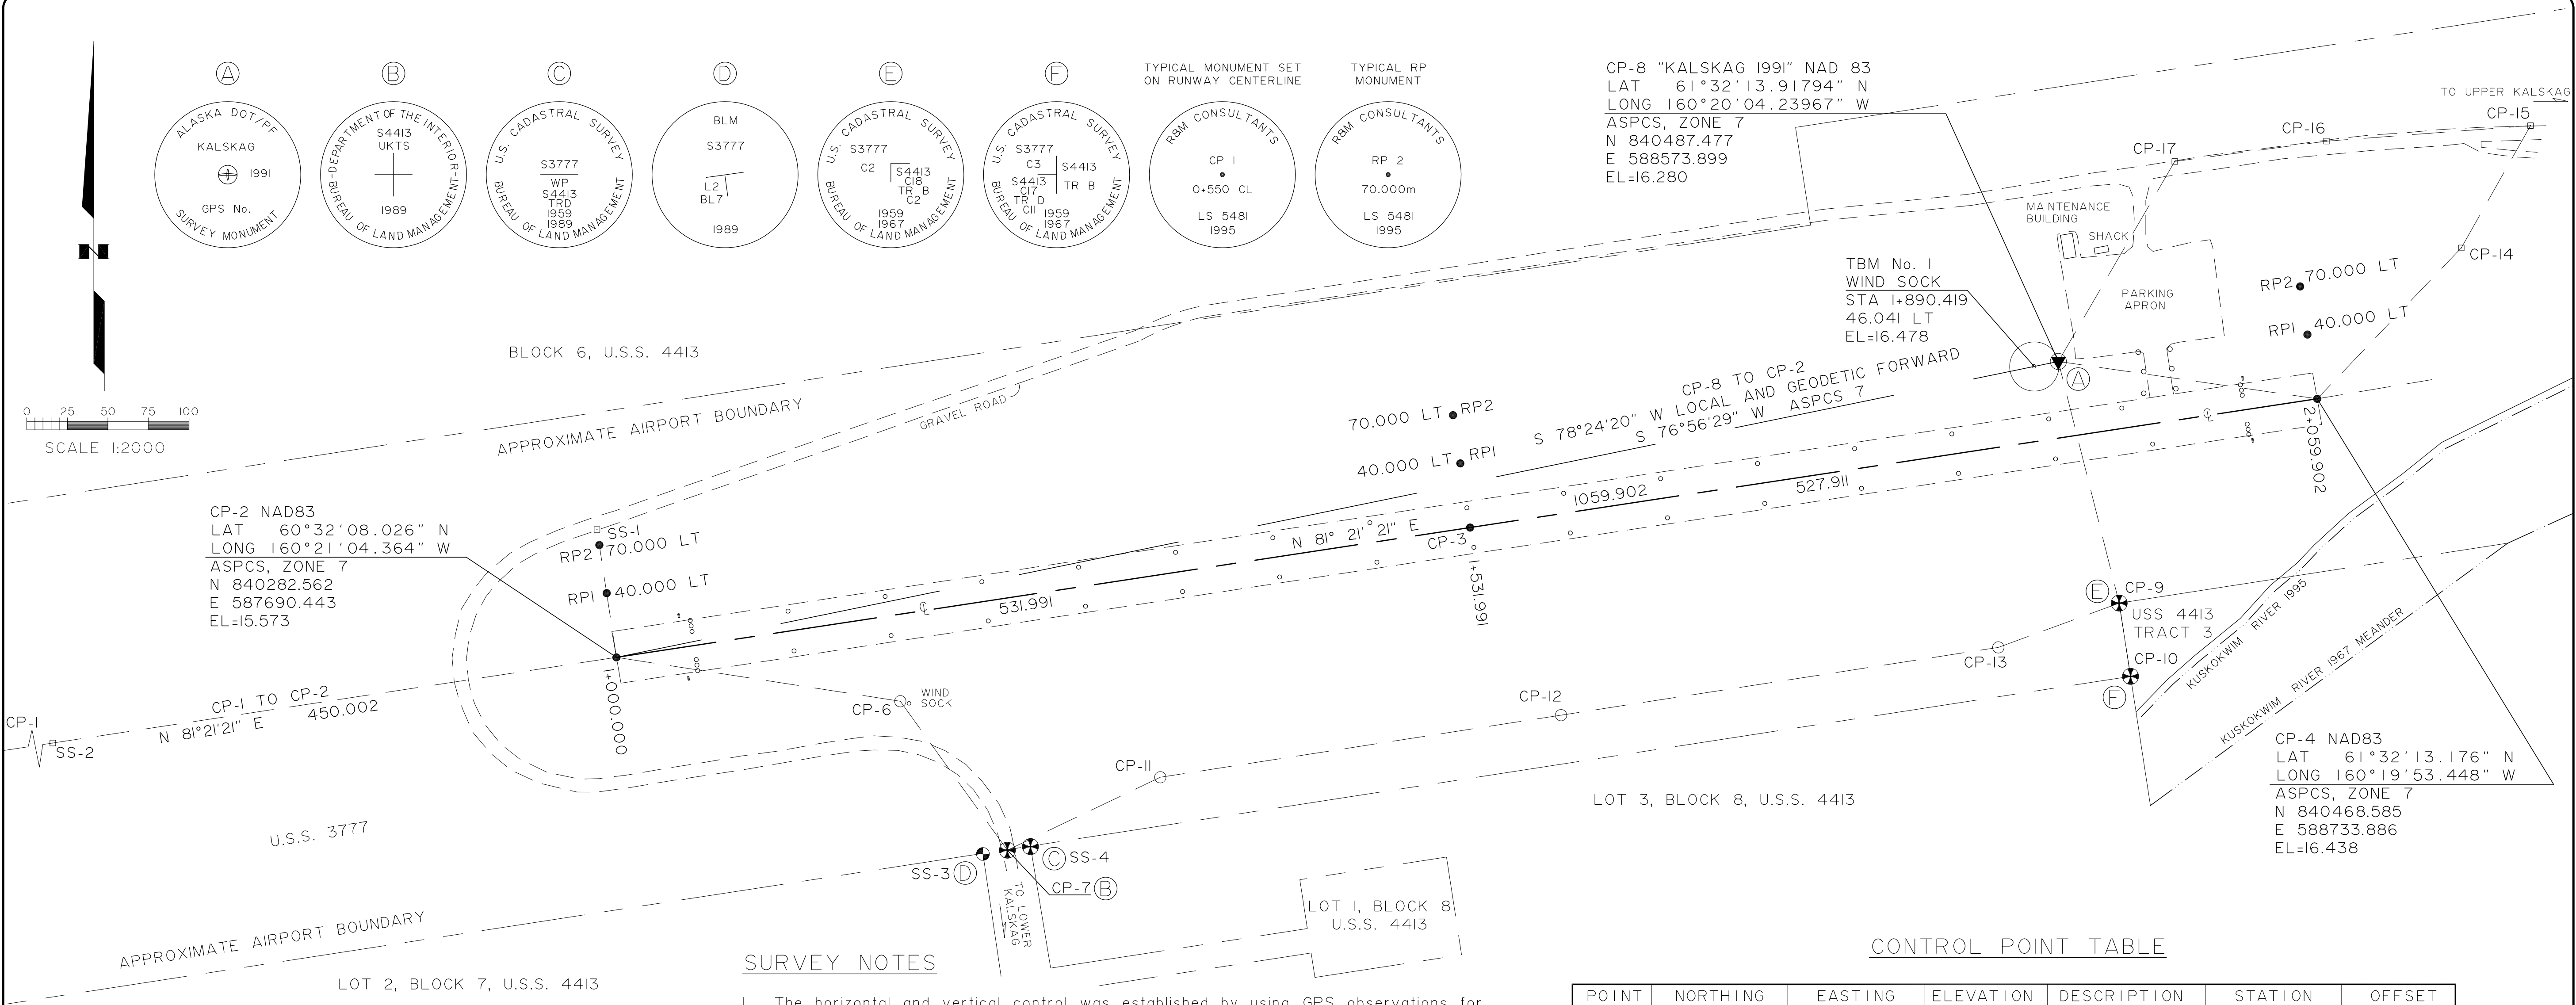 A
ALASKA DOT/PF
KALSKAG
1991
GPS No.
SURVEY MONUMENT
B
DEPARTMENT OF THE INTERIOR
S4413
UKTS
1989
BUREAU OF LAND MANAGEMENT
C
U.S. CADASTRAL SURVEY
S3777
WP
S4413
TRD
1959
1989
BUREAU OF LAND MANAGEMENT
D
BLM
S3777
L2
BL7
1989
E
U.S. CADASTRAL SURVEY
S3777
C2
S4413
C18
TR B
C2
1959
1967
BUREAU OF LAND MANAGEMENT
F
U.S. CADASTRAL SURVEY
S3777
C3
S4413
S4413
C17
TR B
TR D
C11
1959
1967
BUREAU OF LAND MANAGEMENT
TYPICAL MONUMENT SET
ON RUNWAY CENTERLINE
R&M CONSULTANTS
CP 1
0+550 CL
LS 5481
1995
TYPICAL RP
MONUMENT
R&M CONSULTANTS
RP 2
70.000m
LS 5481
1995
CP-8 "KALSKAG 1991" NAD 83
LAT 61°32'13.91794" N
LONG 160°20'04.23967" W
ASPCS, ZONE 7
N 840487.477
E 588573.899
EL=16.280
TO UPPER KALSKAG
CP-15
CP-16
CP-17
CP-14
MAINTENANCE
BUILDING
SHACK
PARKING
APRON
RP2 70.000 LT
RP1 40.000 LT
TBM No. 1
WIND SOCK
STA 1+890.419
46.041 LT
EL=16.478
A
N
0 25 50 75 100
SCALE 1:2000
BLOCK 6, U.S.S. 4413
APPROXIMATE AIRPORT BOUNDARY
GRAVEL ROAD
CP-8 TO CP-2
S 78°24'20" W LOCAL AND GEODETIC FORWARD
S 76°56'29" W ASPCS 7
70.000 LT RP2
40.000 LT RP1
CP-2 NAD83
LAT 60°32'08.026" N
LONG 160°21'04.364" W
ASPCS, ZONE 7
N 840282.562
E 587690.443
EL=15.573
SS-1
RP2 70.000 LT
RP1 40.000 LT
1+000.000
531.991
N 81° 21'21" E
CP-3
1+531.991
1059.902
527.911
2+059.902
CP-1
SS-2
CP-1 TO CP-2
N 81°21'21" E 450.002
CP-6
WIND
SOCK
E
CP-9
USS 4413
TRACT 3
CP-10
F
CP-13
CP-12
CP-11
KUSKOKWIM RIVER 1995
KUSKOKWIM RIVER 1967 MEANDER
CP-4 NAD83
LAT 61°32'13.176" N
LONG 160°19'53.448" W
ASPCS, ZONE 7
N 840468.585
E 588733.886
EL=16.438
LOT 3, BLOCK 8, U.S.S. 4413
U.S.S. 3777
SS-3 D
C SS-4
CP-7 B
TO LOWER
KALSKAG
LOT 1, BLOCK 8
U.S.S. 4413
APPROXIMATE AIRPORT BOUNDARY
LOT 2, BLOCK 7, U.S.S. 4413
SURVEY NOTES
1. The horizontal and vertical control was established by using GPS observations for
CONTROL POINT TABLE
POINT NORTHING EASTING ELEVATION DESCRIPTION STATION OFFSET